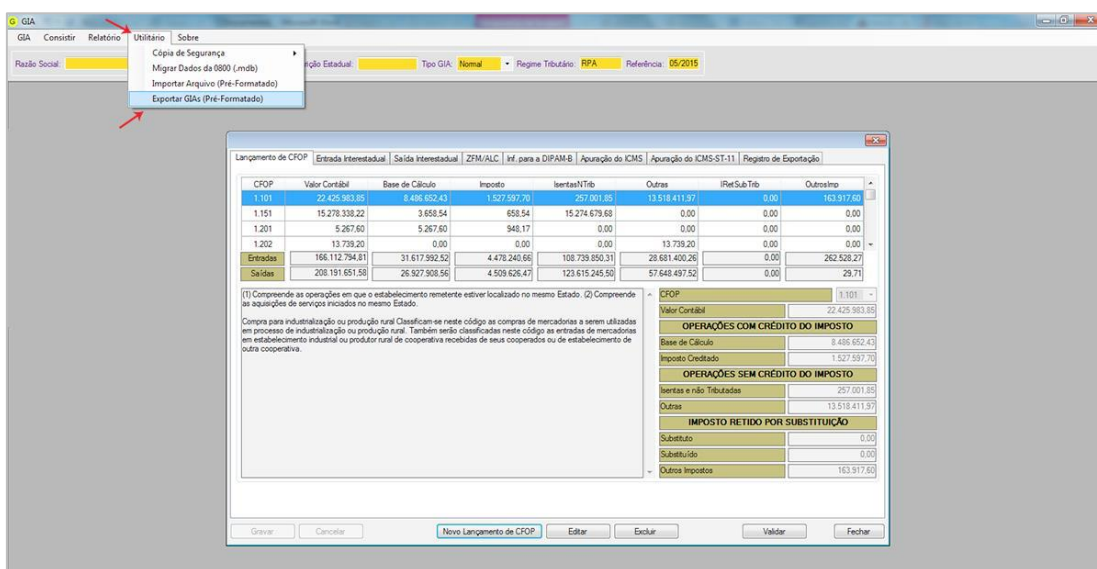 GIA
GIA Consistir Relatório Utilitário Sobre
Cópia de Segurança
Migrar Dados da 0800 (.mdb)
Importar Arquivo (Pré-Formatado)
Exportar GIAs (Pré-Formatado)
Razão Social: rição Estadual: Tipo GIA: Normal Regime Tributário: RPA Referência: 05/2015
Lançamento de CFOP Entrada Interestadual Saída Interestadual ZFM/ALC Inf. para a DIPAM-B Apuração do ICMS Apuração do ICMS-ST-11 Registro de Exportação
CFOP Valor Contábil Base de Cálculo Imposto IsentasNTrib Outras IRetSubTrib OutrosImp
1.101 22.425.983,85 8.486.652,43 1.527.597,70 257.001,85 13.518.411,97 0,00 163.917,60
1.151 15.278.338,22 3.658,54 658,54 15.274.679,68 0,00 0,00 0,00
1.201 5.267,60 5.267,60 948,17 0,00 0,00 0,00 0,00
1.202 13.739,20 0,00 0,00 0,00 13.739,20 0,00 0,00
Entradas 166.112.794,81 31.617.992,52 4.478.240,66 108.739.850,31 28.681.400,26 0,00 262.528,27
Saídas 208.191.651,58 26.927.908,56 4.509.626,47 123.615.245,50 57.648.497,52 0,00 29,71
(1) Compreende as operações em que o estabelecimento remetente estiver localizado no mesmo Estado. (2) Compreende
as aquisições de serviços iniciados no mesmo Estado.
Compra para industrialização ou produção rural Classificam-se neste código as compras de mercadorias a serem utilizadas
em processo de industrialização ou produção rural. Também serão classificadas neste código as entradas de mercadorias
em estabelecimento industrial ou produtor rural de cooperativa recebidas de seus cooperados ou de estabelecimento de
outra cooperativa.
CFOP 1.101
Valor Contábil 22.425.983,85
OPERAÇÕES COM CRÉDITO DO IMPOSTO
Base de Cálculo 8.486.652,43
Imposto Creditado 1.527.597,70
OPERAÇÕES SEM CRÉDITO DO IMPOSTO
Isentas e não Tributadas 257.001,85
Outras 13.518.411,97
IMPOSTO RETIDO POR SUBSTITUIÇÃO
Substituto 0,00
Substituído 0,00
Outros Impostos 163.917,60
Gravar Cancelar Novo Lançamento de CFOP Editar Excluir Validar Fechar